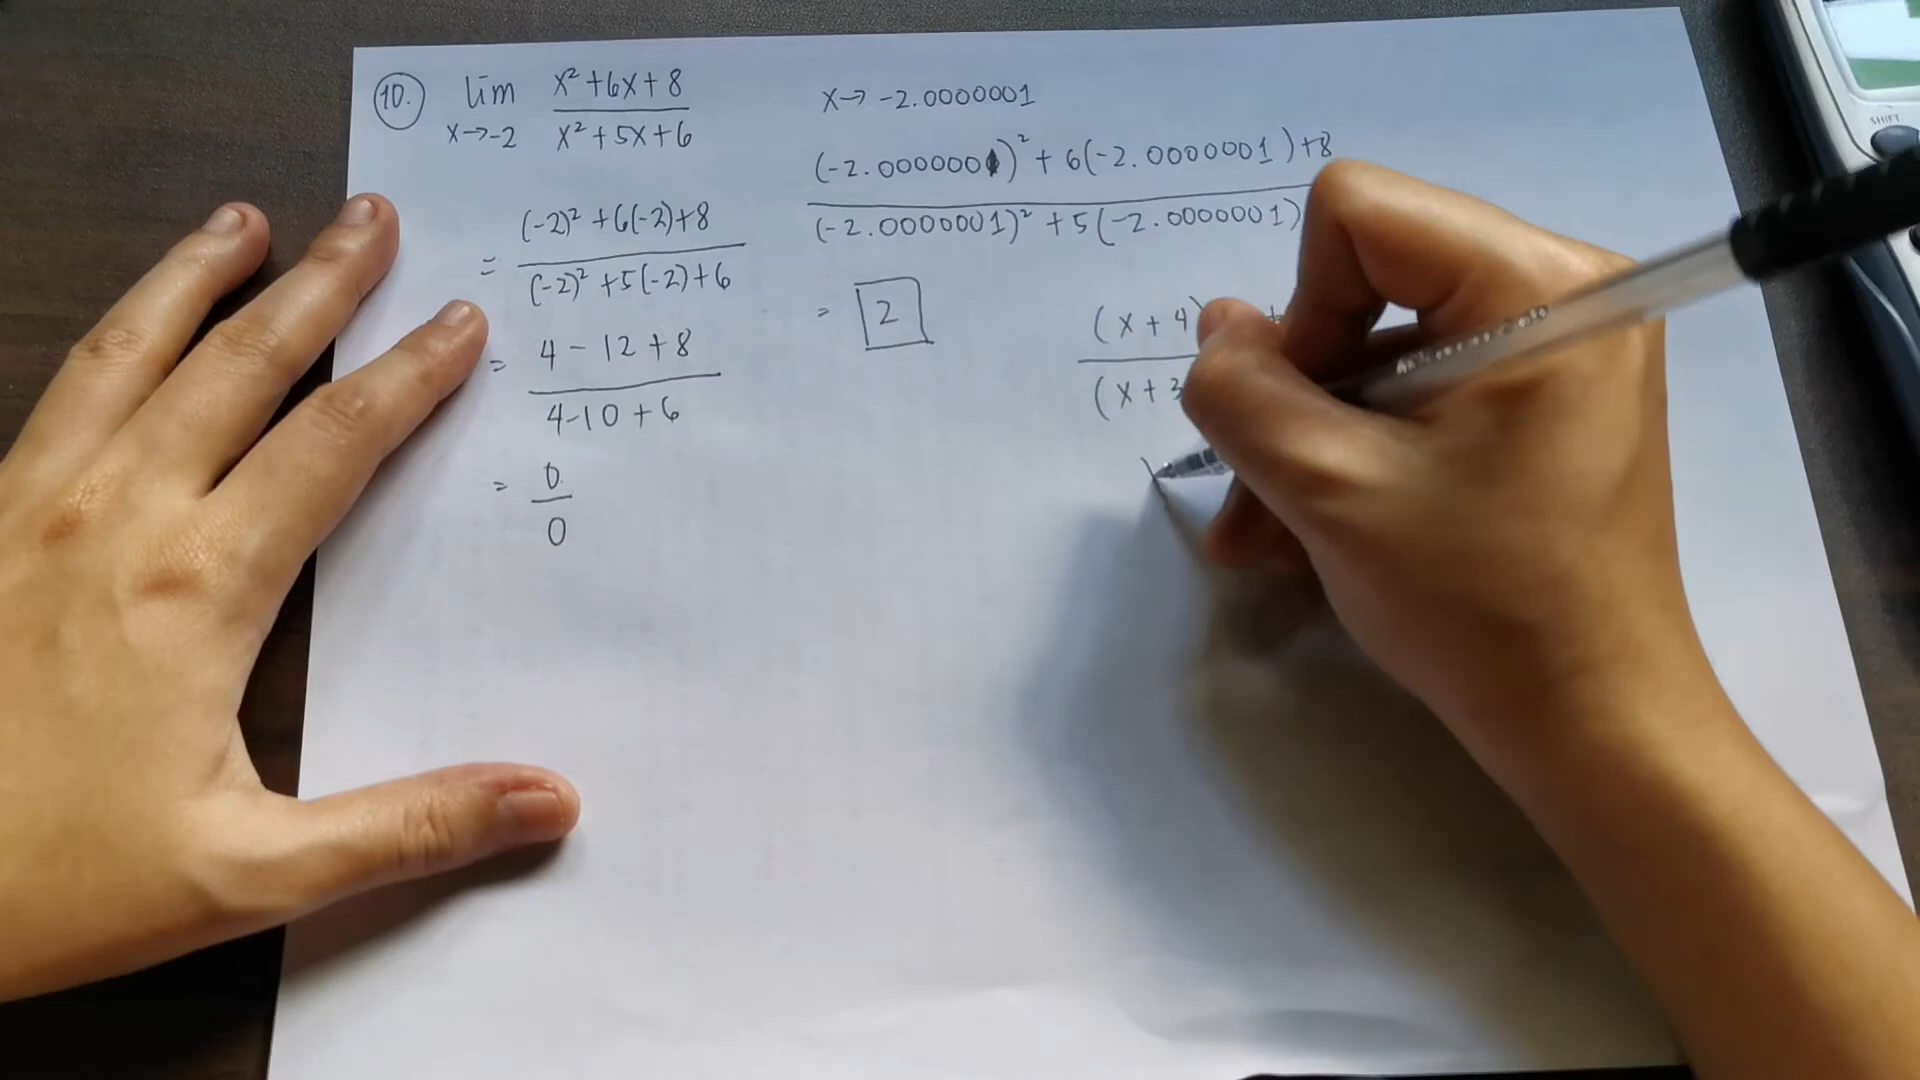 10. lim x²+6x+8
x→-2 x²+5x+6
= (-2)²+6(-2)+8
(-2)²+5(-2)+6
= 4-12+8
4-10+6
= 0
0
x→ -2.0000001
(-2.0000001)²+6(-2.0000001)+8
(-2.0000001)²+5(-2.0000001)
= 2
(x+4)
(x+3
SHIFT